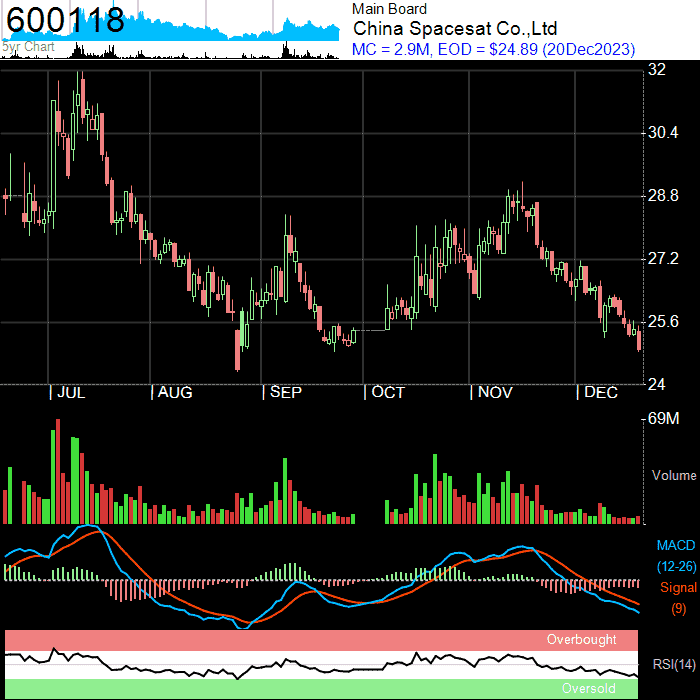 600118
5yr Chart
Main Board
China Spacesat Co.,Ltd
MC = 2.9M, EOD = $24.89 (20Dec2023)
32
30.4
28.8
27.2
25.6
24
JUL AUG SEP OCT NOV DEC
69M
Volume
MACD
(12-26)
Signal
(9)
Overbought
RSI(14)
Oversold